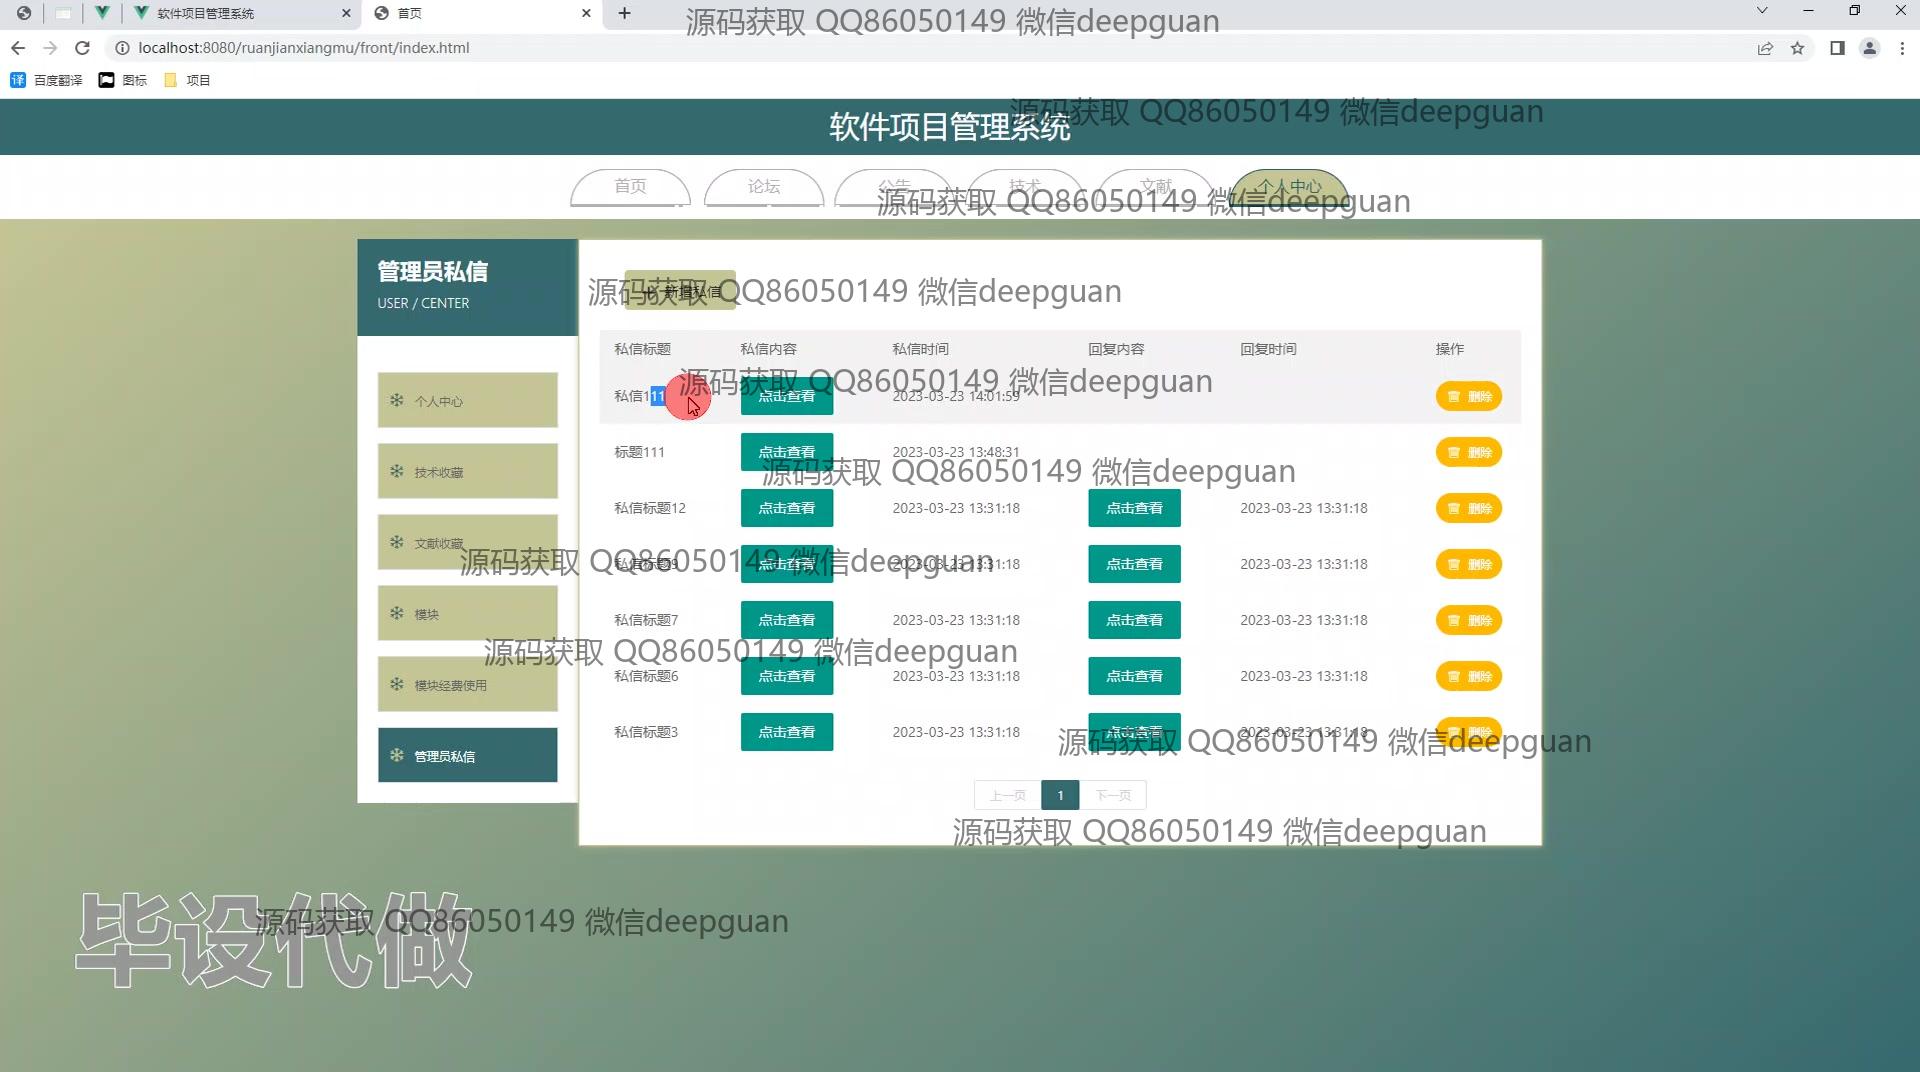 软件项目管理系统
首页
源码获取 QQ86050149 微信deepguan
localhost:8080/ruanjianxiangmu/front/index.html
百度翻译 图标 项目
源码获取 QQ86050149 微信deepguan
软件项目管理系统
首页 论坛 公告 技术 文献 个人中心
源码获取 QQ86050149 微信deepguan
管理员私信
USER / CENTER
个人中心
技术收藏
文献收藏
模块
模块经费使用
管理员私信
+ 新增私信
源码获取 QQ86050149 微信deepguan
私信标题 私信内容 私信时间 回复内容 回复时间 操作
源码获取 QQ86050149 微信deepguan
私信111 点击查看 2023-03-23 14:01:59 删除
标题111 点击查看 2023-03-23 13:48:31 删除
源码获取 QQ86050149 微信deepguan
私信标题12 点击查看 2023-03-23 13:31:18 点击查看 2023-03-23 13:31:18 删除
源码获取 QQ86050149 微信deepguan
私信标题9 点击查看 2023-03-23 13:31:18 点击查看 2023-03-23 13:31:18 删除
私信标题7 点击查看 2023-03-23 13:31:18 点击查看 2023-03-23 13:31:18 删除
源码获取 QQ86050149 微信deepguan
私信标题6 点击查看 2023-03-23 13:31:18 点击查看 2023-03-23 13:31:18 删除
私信标题3 点击查看 2023-03-23 13:31:18 点击查看 2023-03-23 13:31:18 删除
源码获取 QQ86050149 微信deepguan
上一页 1 下一页
源码获取 QQ86050149 微信deepguan
源码获取 QQ86050149 微信deepguan
毕设代做